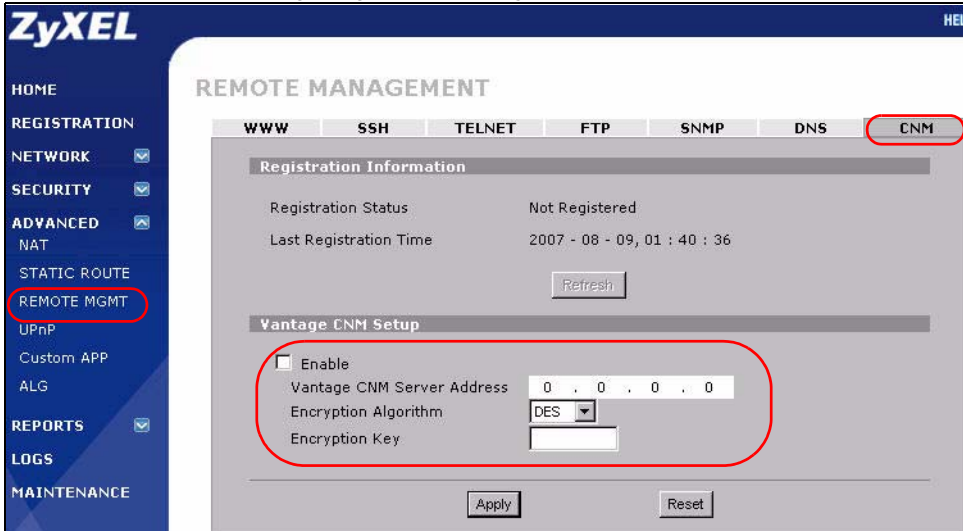 ZyXEL
HEL
HOME
REGISTRATION
NETWORK
SECURITY
ADVANCED
NAT
STATIC ROUTE
REMOTE MGMT
UPnP
Custom APP
ALG
REPORTS
LOGS
MAINTENANCE
REMOTE MANAGEMENT
WWW SSH TELNET FTP SNMP DNS CNM
Registration Information
Registration Status Not Registered
Last Registration Time 2007 - 08 - 09, 01 : 40 : 36
Refresh
Vantage CNM Setup
Enable
Vantage CNM Server Address 0 . 0 . 0 . 0
Encryption Algorithm DES
Encryption Key
Apply Reset